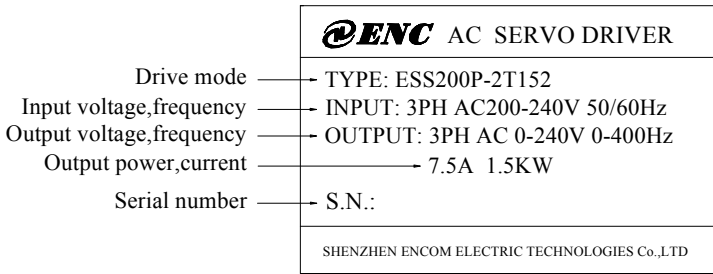 ENC AC SERVO DRIVER
Drive mode TYPE: ESS200P-2T152
Input voltage,frequency INPUT: 3PH AC200-240V 50/60Hz
Output voltage,frequency OUTPUT: 3PH AC 0-240V 0-400Hz
Output power,current 7.5A 1.5KW
Serial number S.N.:
SHENZHEN ENCOM ELECTRIC TECHNOLOGIES Co.,LTD